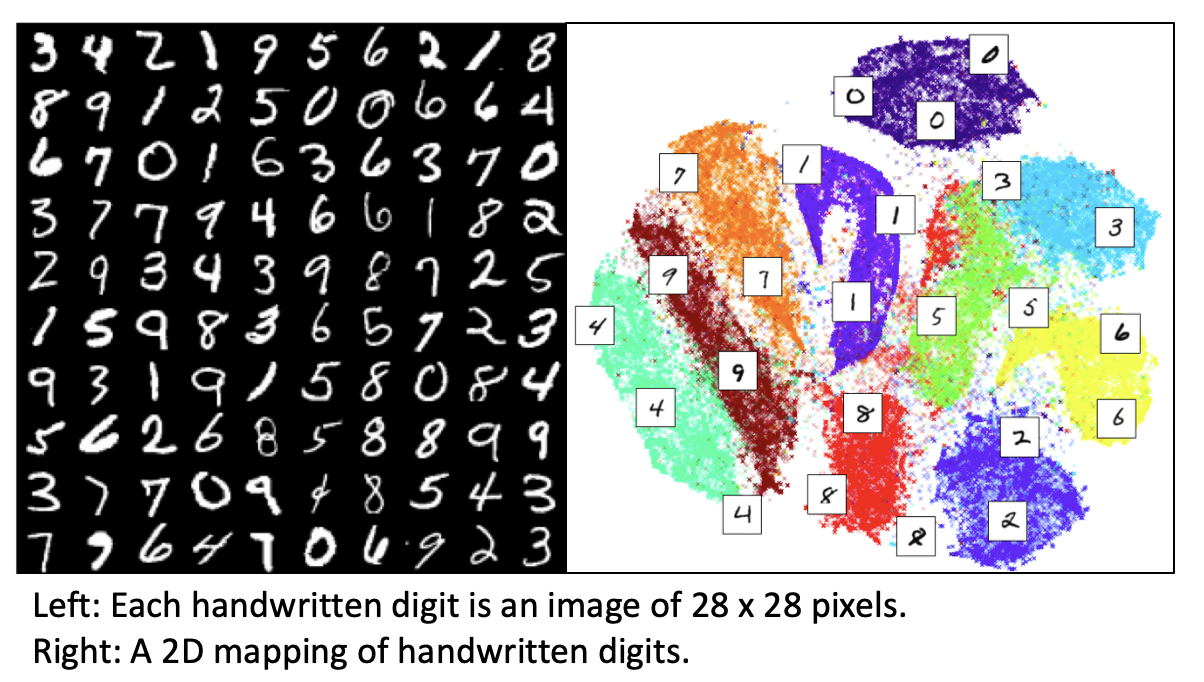 3 4 2 1 9 5 6 2 1 8
8 9 1 2 5 0 0 6 6 4
6 7 0 1 6 3 6 3 7 0
3 7 7 9 4 6 6 1 8 2
2 9 3 4 3 9 8 7 2 5
1 5 9 8 3 6 5 7 2 3
9 3 1 9 1 5 8 0 8 4
5 6 2 6 8 5 8 8 9 9
3 7 7 0 9 4 8 5 4 3
7 9 6 4 7 0 6 9 2 3
0
0
0
1
7
3
1
3
9
7
1
5
5
4
6
9
4
8
6
2
8
4
2
8
Left: Each handwritten digit is an image of 28 x 28 pixels.
Right: A 2D mapping of handwritten digits.